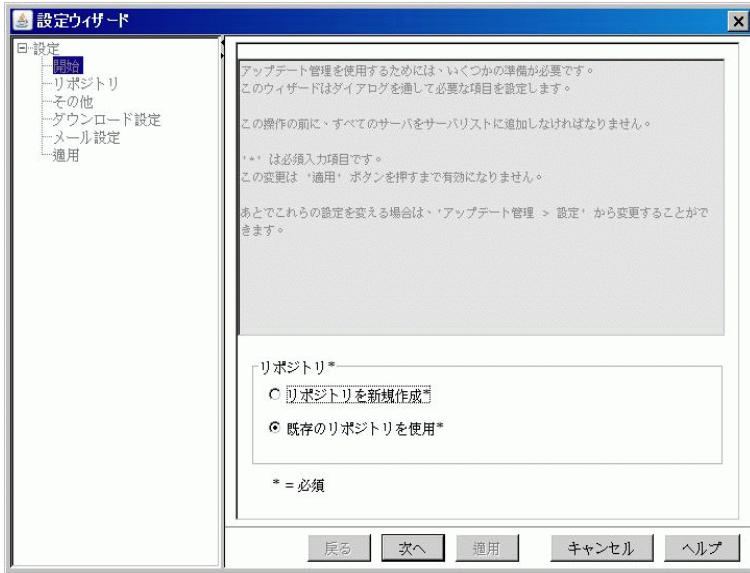 設定ウィザード
設定
開始
リポジトリ
その他
ダウンロード設定
メール設定
適用
アップデート管理を使用するためには、いくつかの準備が必要です。
このウィザードはダイアログを通して必要な項目を設定します。
この操作の前に、すべてのサーバをサーバリストに追加しなければなりません。
'*' は必須入力項目です。
この変更は '適用' ボタンを押すまで有効になりません。
あとでこれらの設定を変える場合は、'アップデート管理 > 設定' から変更することがで
きます。
リポジトリ*
リポジトリを新規作成*
既存のリポジトリを使用*
* = 必須
戻る 次へ 適用 キャンセル ヘルプ